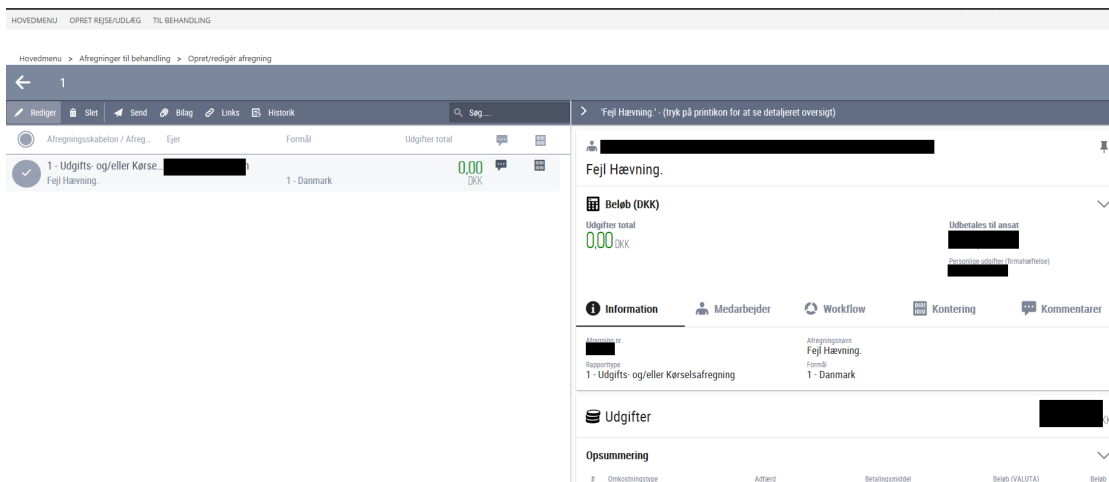 HOVEDMENU OPRET REJSE/UDLÆG TIL BEHANDLING
Hovedmenu > Afregninger til behandling > Opret/redigér afregning
1
Rediger Slet Send Bilag Links Historik Søg....
Afregningsskabelon / Afreg... Ejer Formål Udgifter total
1 - Udgifts- og/eller Kørse... 0,00
Fejl Hævning. 1 - Danmark DKK
'Fejl Hævning.' - (tryk på printikon for at se detaljeret oversigt)
Fejl Hævning.
Beløb (DKK)
Udgifter total Udbetales til ansat
0,00 DKK
Personlige udgifter (firmahæftelse)
Information Medarbejder Workflow Kontering Kommentarer
Afregning nr. Afregningsnavn
Fejl Hævning.
Rapporttype Formål
1 - Udgifts- og/eller Kørselsafregning 1 - Danmark
Udgifter
Opsummering
# Omkostningstype Adfærd Betalingsmiddel Beløb (VALUTA) Beløb